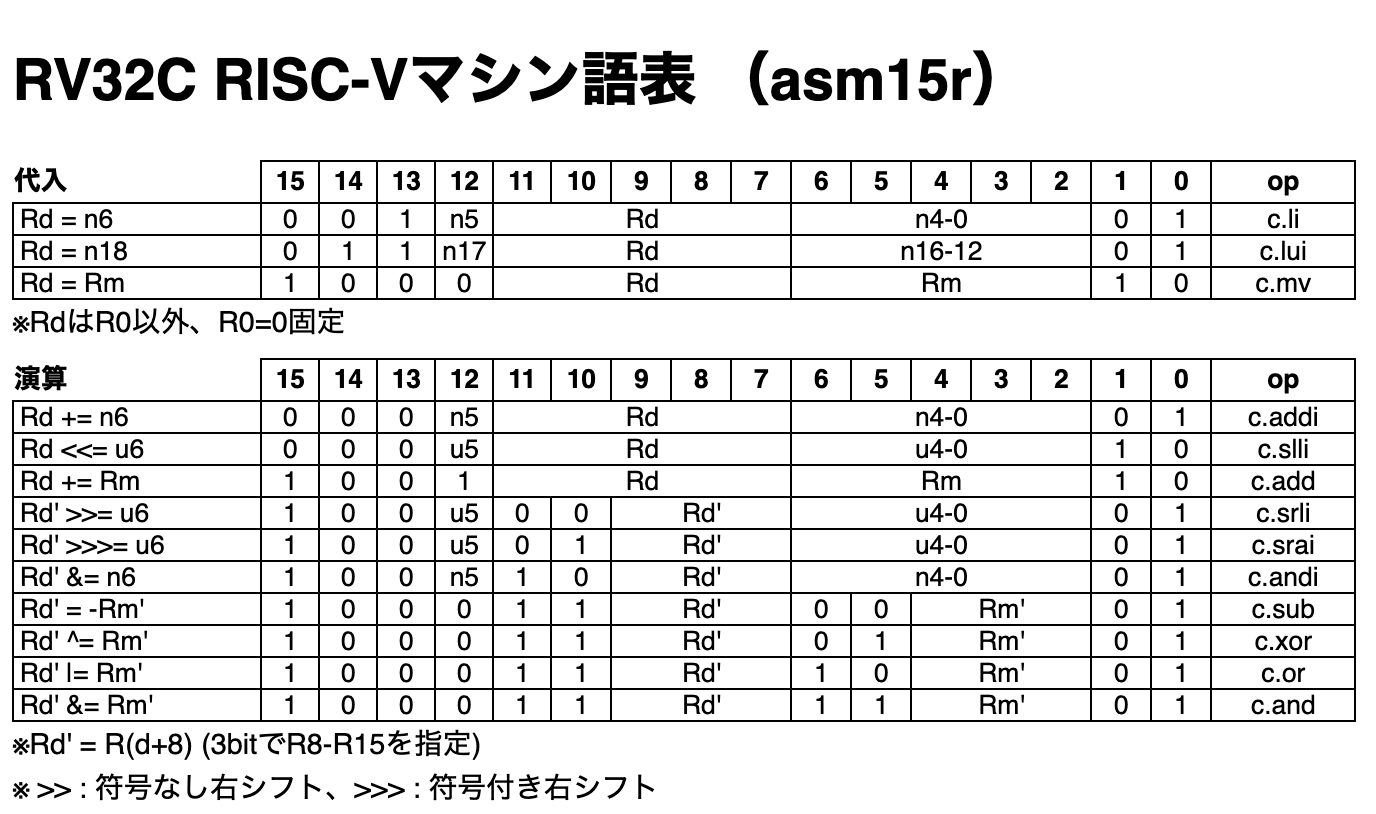 RV32C RISC-Vマシン語表 （asm15r）
代入 15 14 13 12 11 10 9 8 7 6 5 4 3 2 1 0 op
Rd = n6 0 0 1 n5 Rd n4-0 0 1 c.li
Rd = n18 0 1 1 n17 Rd n16-12 0 1 c.lui
Rd = Rm 1 0 0 0 Rd Rm 1 0 c.mv
※RdはR0以外、R0=0固定
演算 15 14 13 12 11 10 9 8 7 6 5 4 3 2 1 0 op
Rd += n6 0 0 0 n5 Rd n4-0 0 1 c.addi
Rd <<= u6 0 0 0 u5 Rd u4-0 1 0 c.slli
Rd += Rm 1 0 0 1 Rd Rm 1 0 c.add
Rd' >>= u6 1 0 0 u5 0 0 Rd' u4-0 0 1 c.srli
Rd' >>>= u6 1 0 0 u5 0 1 Rd' u4-0 0 1 c.srai
Rd' &= n6 1 0 0 n5 1 0 Rd' n4-0 0 1 c.andi
Rd' = -Rm' 1 0 0 0 1 1 Rd' 0 0 Rm' 0 1 c.sub
Rd' ^= Rm' 1 0 0 0 1 1 Rd' 0 1 Rm' 0 1 c.xor
Rd' |= Rm' 1 0 0 0 1 1 Rd' 1 0 Rm' 0 1 c.or
Rd' &= Rm' 1 0 0 0 1 1 Rd' 1 1 Rm' 0 1 c.and
※Rd' = R(d+8) (3bitでR8-R15を指定)
※ >> : 符号なし右シフト、>>> : 符号付き右シフト